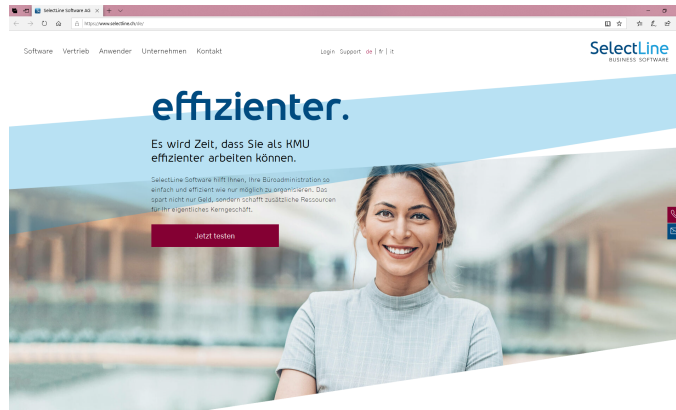 SelectLine Software AG
https://www.selectline.ch/de/
Software Vertrieb Anwender Unternehmen Kontakt
Login Support de | fr | it
SelectLine
BUSINESS SOFTWARE
effizienter.
Es wird Zeit, dass Sie als KMU
effizienter arbeiten können.
SelectLine Software hilft Ihnen, Ihre Büroadministration so
einfach und effizient wie nur möglich zu organisieren. Das
spart nicht nur Geld, sondern schafft zusätzliche Ressourcen
für Ihr eigentliches Kerngeschäft.
Jetzt testen